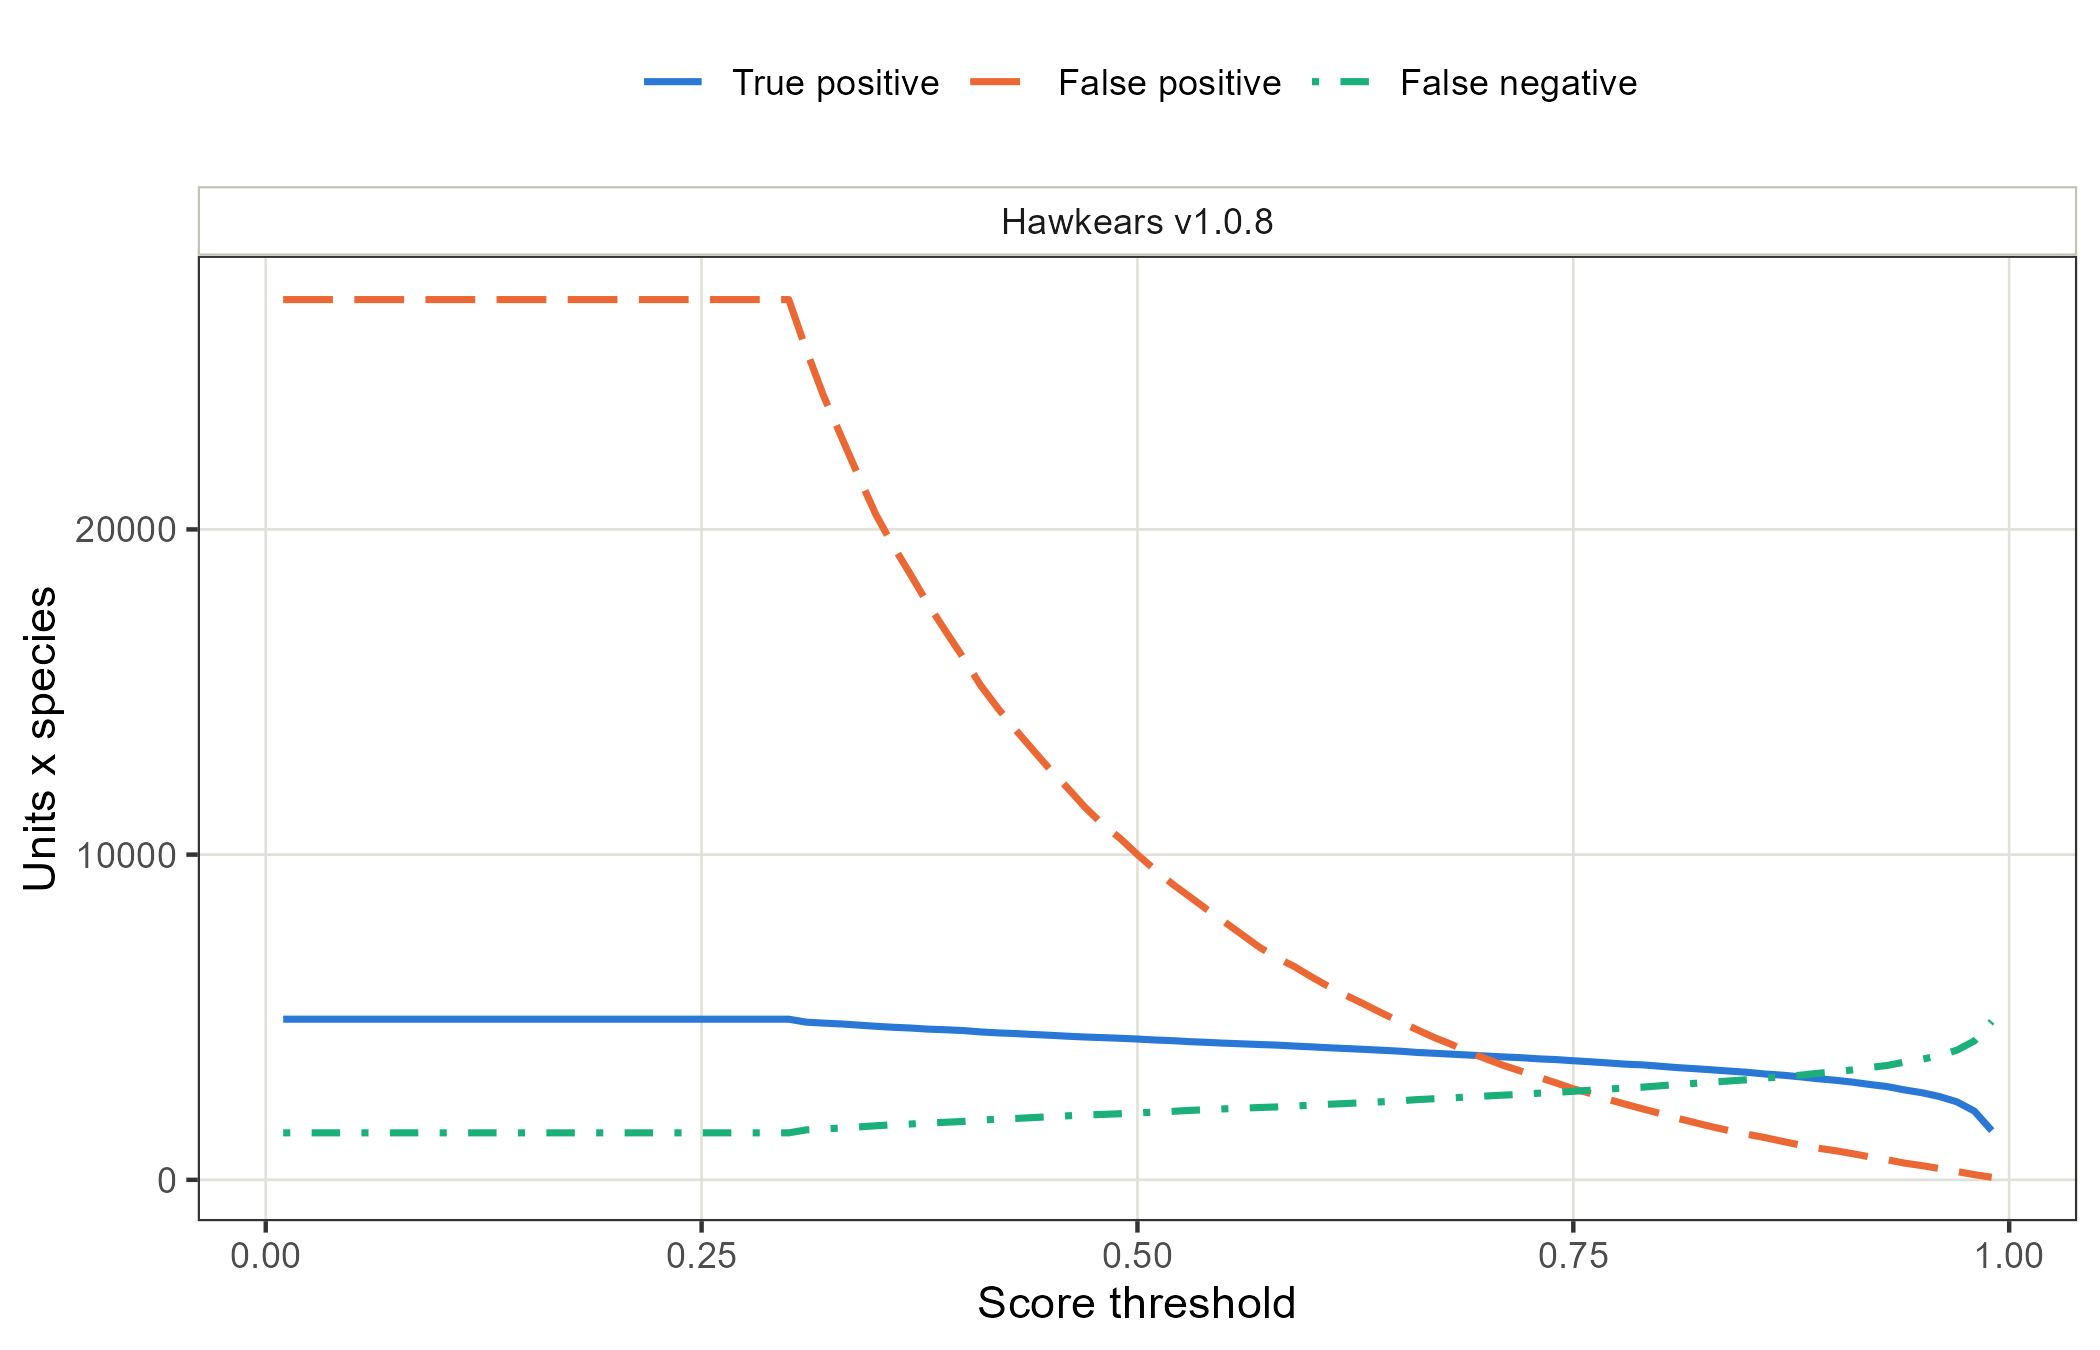 True positive False positive False negative
Hawkears v1.0.8
Units x species
20000
10000
0
0.00 0.25 0.50 0.75 1.00
Score threshold